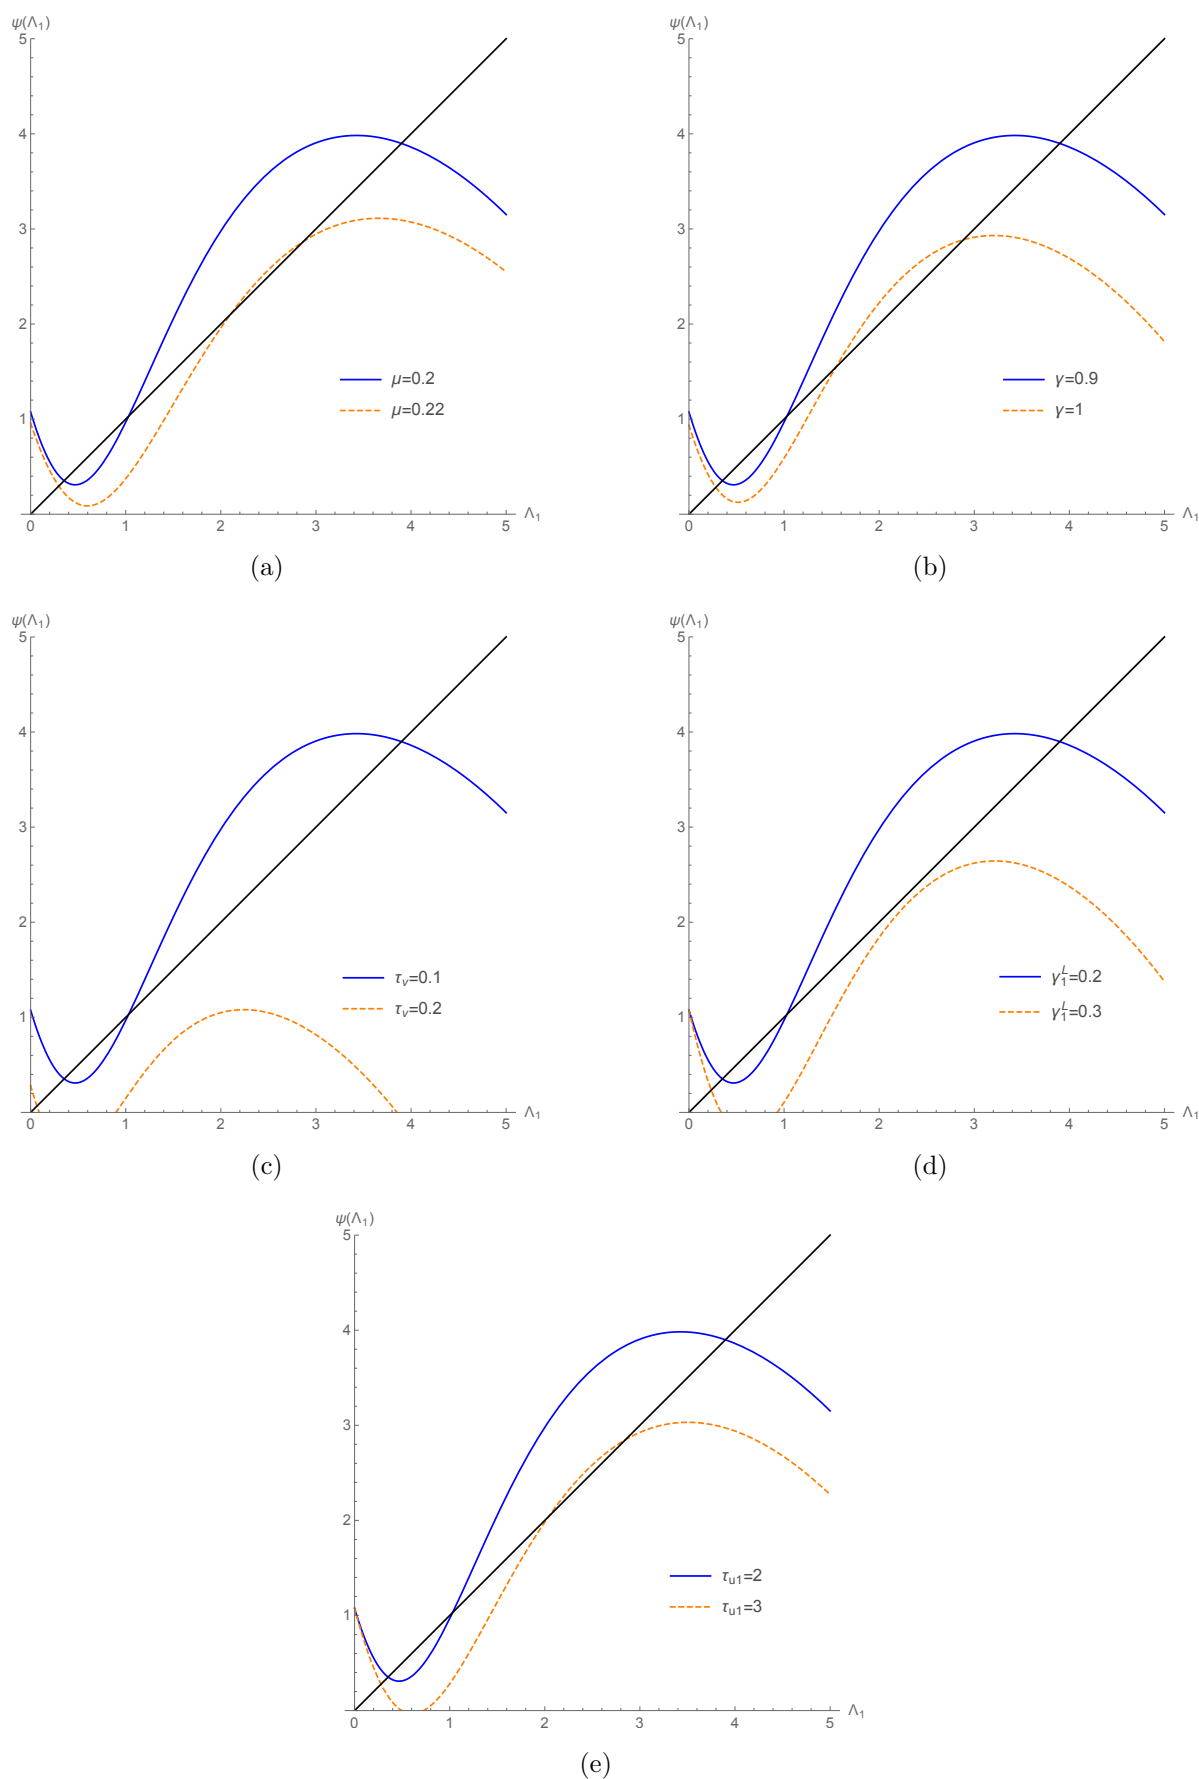 ψ(Λ₁) ψ(Λ₁)
5 5
4 4
3 3
2 2
μ=0.2 γ=0.9
μ=0.22 γ=1
1 1
0 1 2 3 4 5 Λ₁ 0 1 2 3 4 5 Λ₁
(a) (b)
ψ(Λ₁) ψ(Λ₁)
5 5
4 4
3 3
2 2
τᵥ=0.1 γ₁ᴸ=0.2
τᵥ=0.2 γ₁ᴸ=0.3
1 1
0 1 2 3 4 5 Λ₁ 0 1 2 3 4 5 Λ₁
(c) (d)
ψ(Λ₁)
5
4
3
2
τᵤ₁=2
τᵤ₁=3
1
0 1 2 3 4 5 Λ₁
(e)